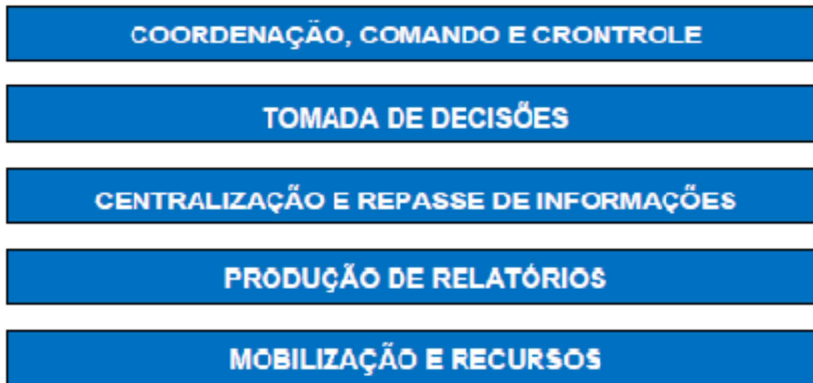 COORDENAÇÃO, COMANDO E CRONTROLE
TOMADA DE DECISÕES
CENTRALIZAÇÃO E REPASSE DE INFORMAÇÕES
PRODUÇÃO DE RELATÓRIOS
MOBILIZAÇÃO E RECURSOS